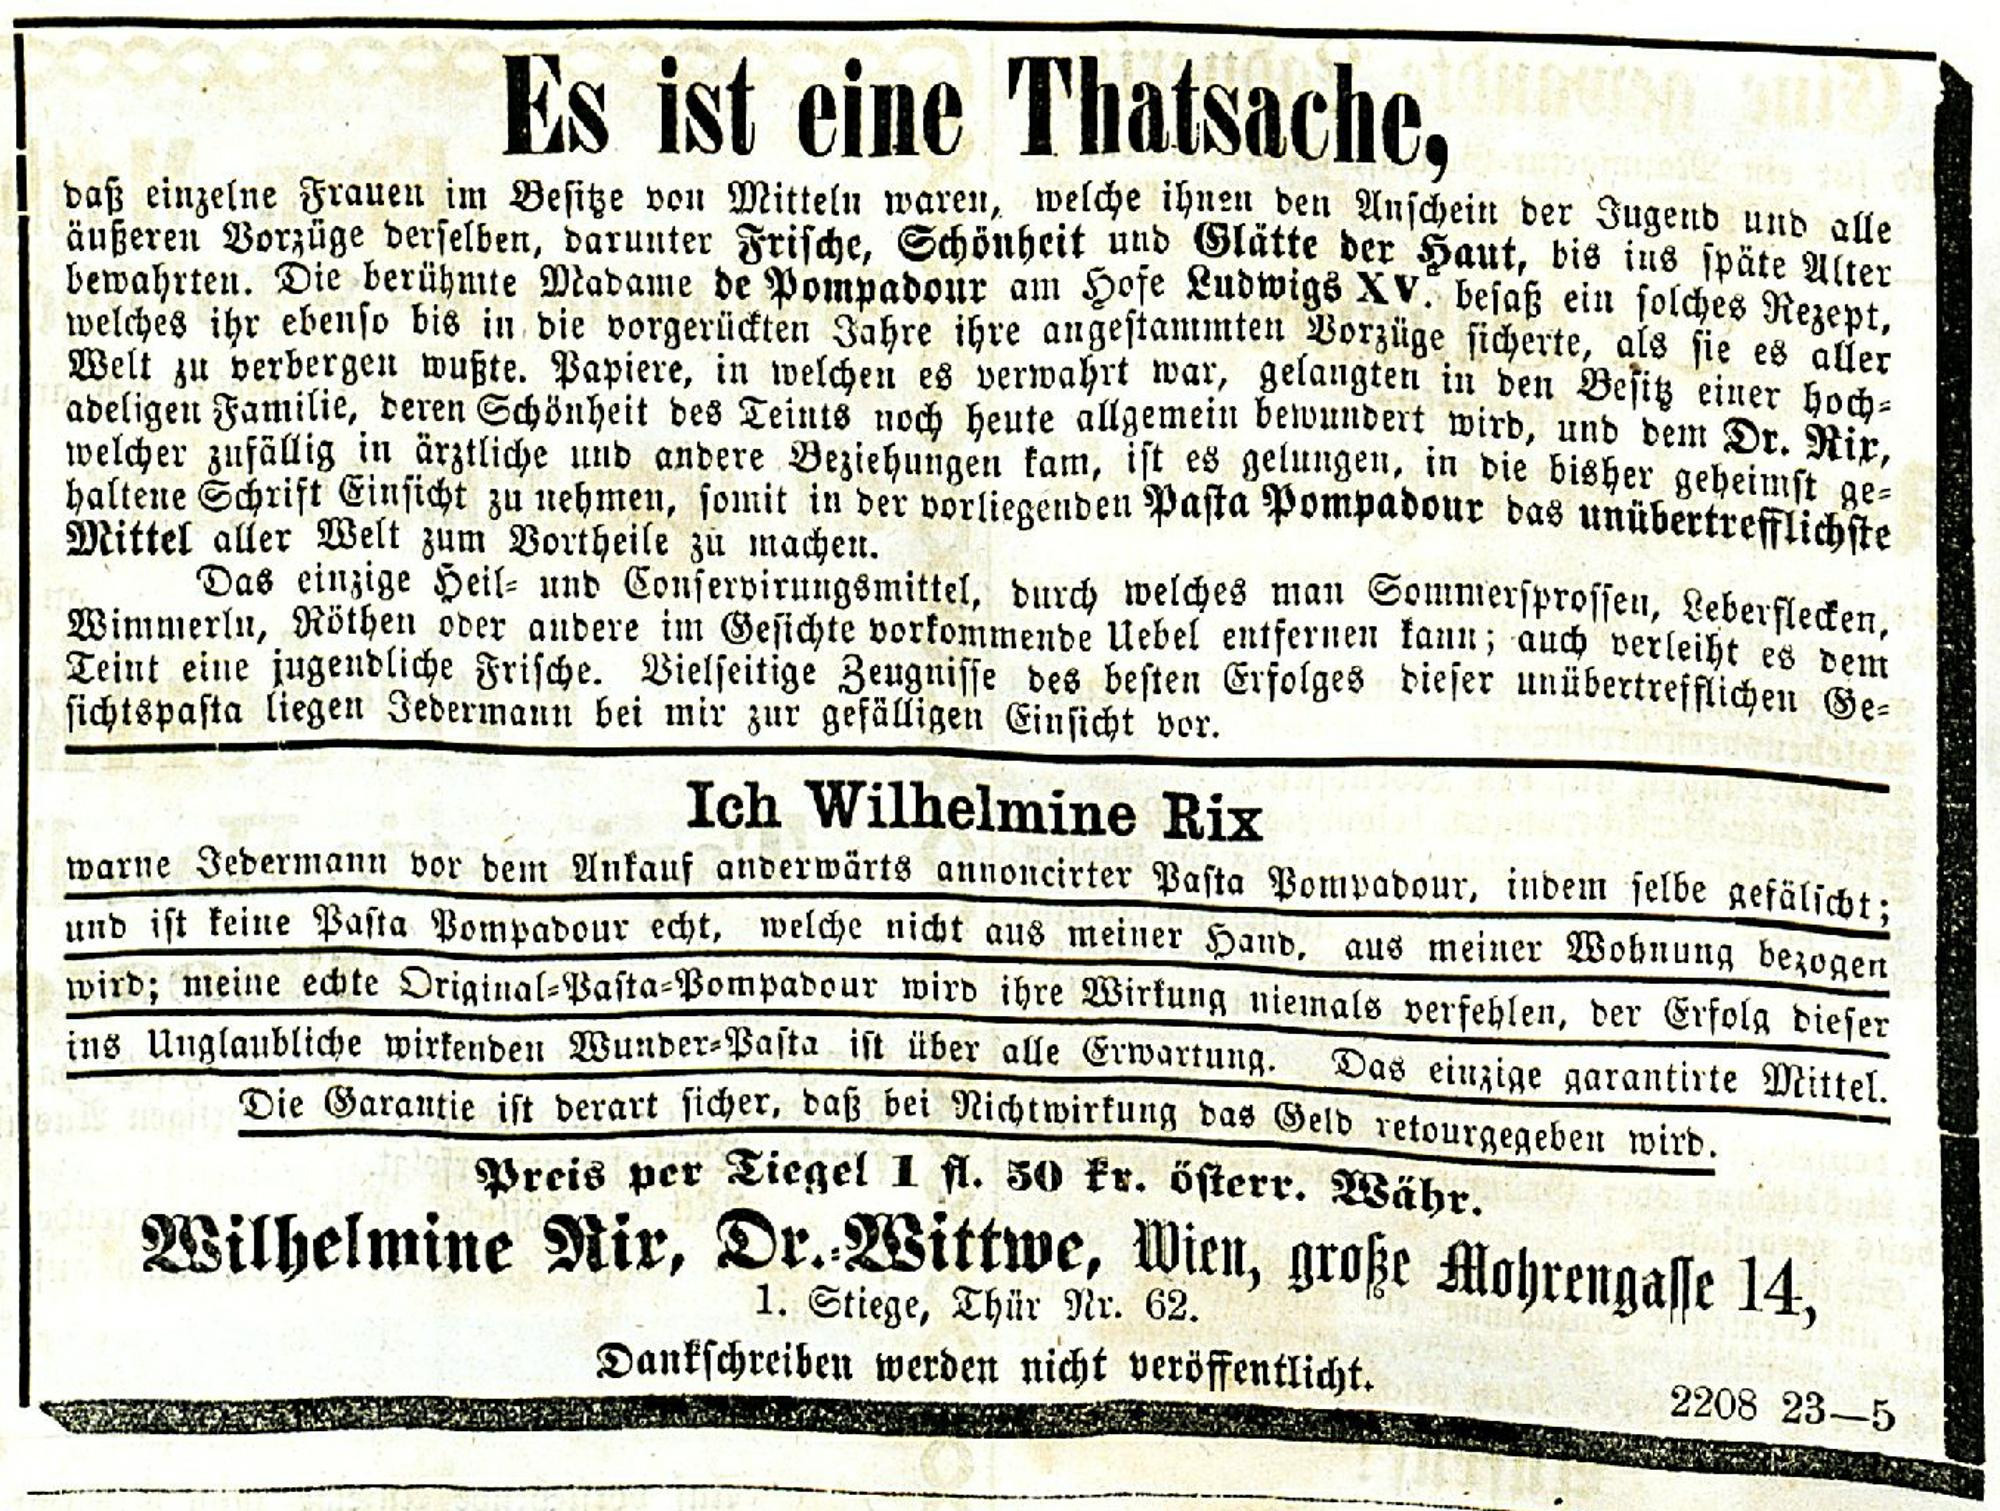 Es ist eine Thatsache,
daß einzelne Frauen im Besitze von Mitteln waren, welche ihnen den Anschein der Jugend und alle
äußeren Vorzüge derselben, darunter Frische, Schönheit und Glätte der Haut, bis ins späte Alter
bewahrten. Die berühmte Madame de Pompadour am Hofe Ludwigs XV. besaß ein solches Rezept,
welches ihr ebenso bis in die vorgerückten Jahre ihre angestammten Vorzüge sicherte, als sie es aller
Welt zu verbergen wußte. Papiere, in welchen es verwahrt war, gelangten in den Besitz einer hoch-
adeligen Familie, deren Schönheit des Teints noch heute allgemein bewundert wird, und dem Dr. Rix,
welcher zufällig in ärztliche und andere Beziehungen kam, ist es gelungen, in die bisher geheimst ge-
haltene Schrift Einsicht zu nehmen, somit in der vorliegenden Pasta Pompadour das unübertrefflichste
Mittel aller Welt zum Vortheile zu machen.
Das einzige Heil- und Conservirungsmittel, durch welches man Sommersprossen, Leberflecken,
Wimmerln, Röthen oder andere im Gesichte vorkommende Uebel entfernen kann; auch verleiht es dem
Teint eine jugendliche Frische. Vielseitige Zeugnisse des besten Erfolges dieser unübertrefflichen Ge-
sichtspasta liegen Jedermann bei mir zur gefälligen Einsicht vor.
Ich Wilhelmine Rix
warne Jedermann vor dem Ankauf anderwärts annoncirter Pasta Pompadour, indem selbe gefälscht;
und ist keine Pasta Pompadour echt, welche nicht aus meiner Hand, aus meiner Wohnung bezogen
wird; meine echte Original-Pasta-Pompadour wird ihre Wirkung niemals verfehlen, der Erfolg dieser
ins Unglaubliche wirkenden Wunder-Pasta ist über alle Erwartung. Das einzige garantirte Mittel.
Die Garantie ist derart sicher, daß bei Nichtwirkung das Geld retourgegeben wird.
Preis per Tiegel 1 fl. 50 kr. österr. Währ.
Wilhelmine Rix, Dr.-Wittwe, Wien, große Mohrengasse 14,
1. Stiege, Thür Nr. 62.
Dankschreiben werden nicht veröffentlicht.
2208 23—5